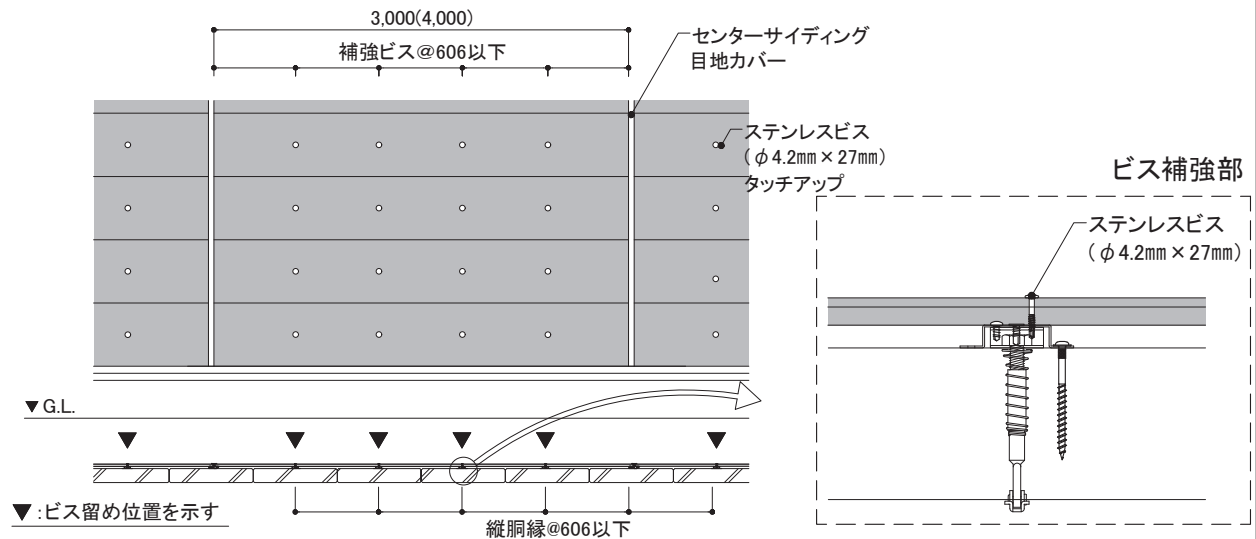 3,000(4,000)
補強ビス@606以下
センターサイディング
目地カバー
ステンレスビス
（φ4.2㎜×27㎜）
タッチアップ
ビス補強部
ステンレスビス
（φ4.2㎜×27㎜）
▼G.L.
▼:ビス留め位置を示す
縦胴縁@606以下